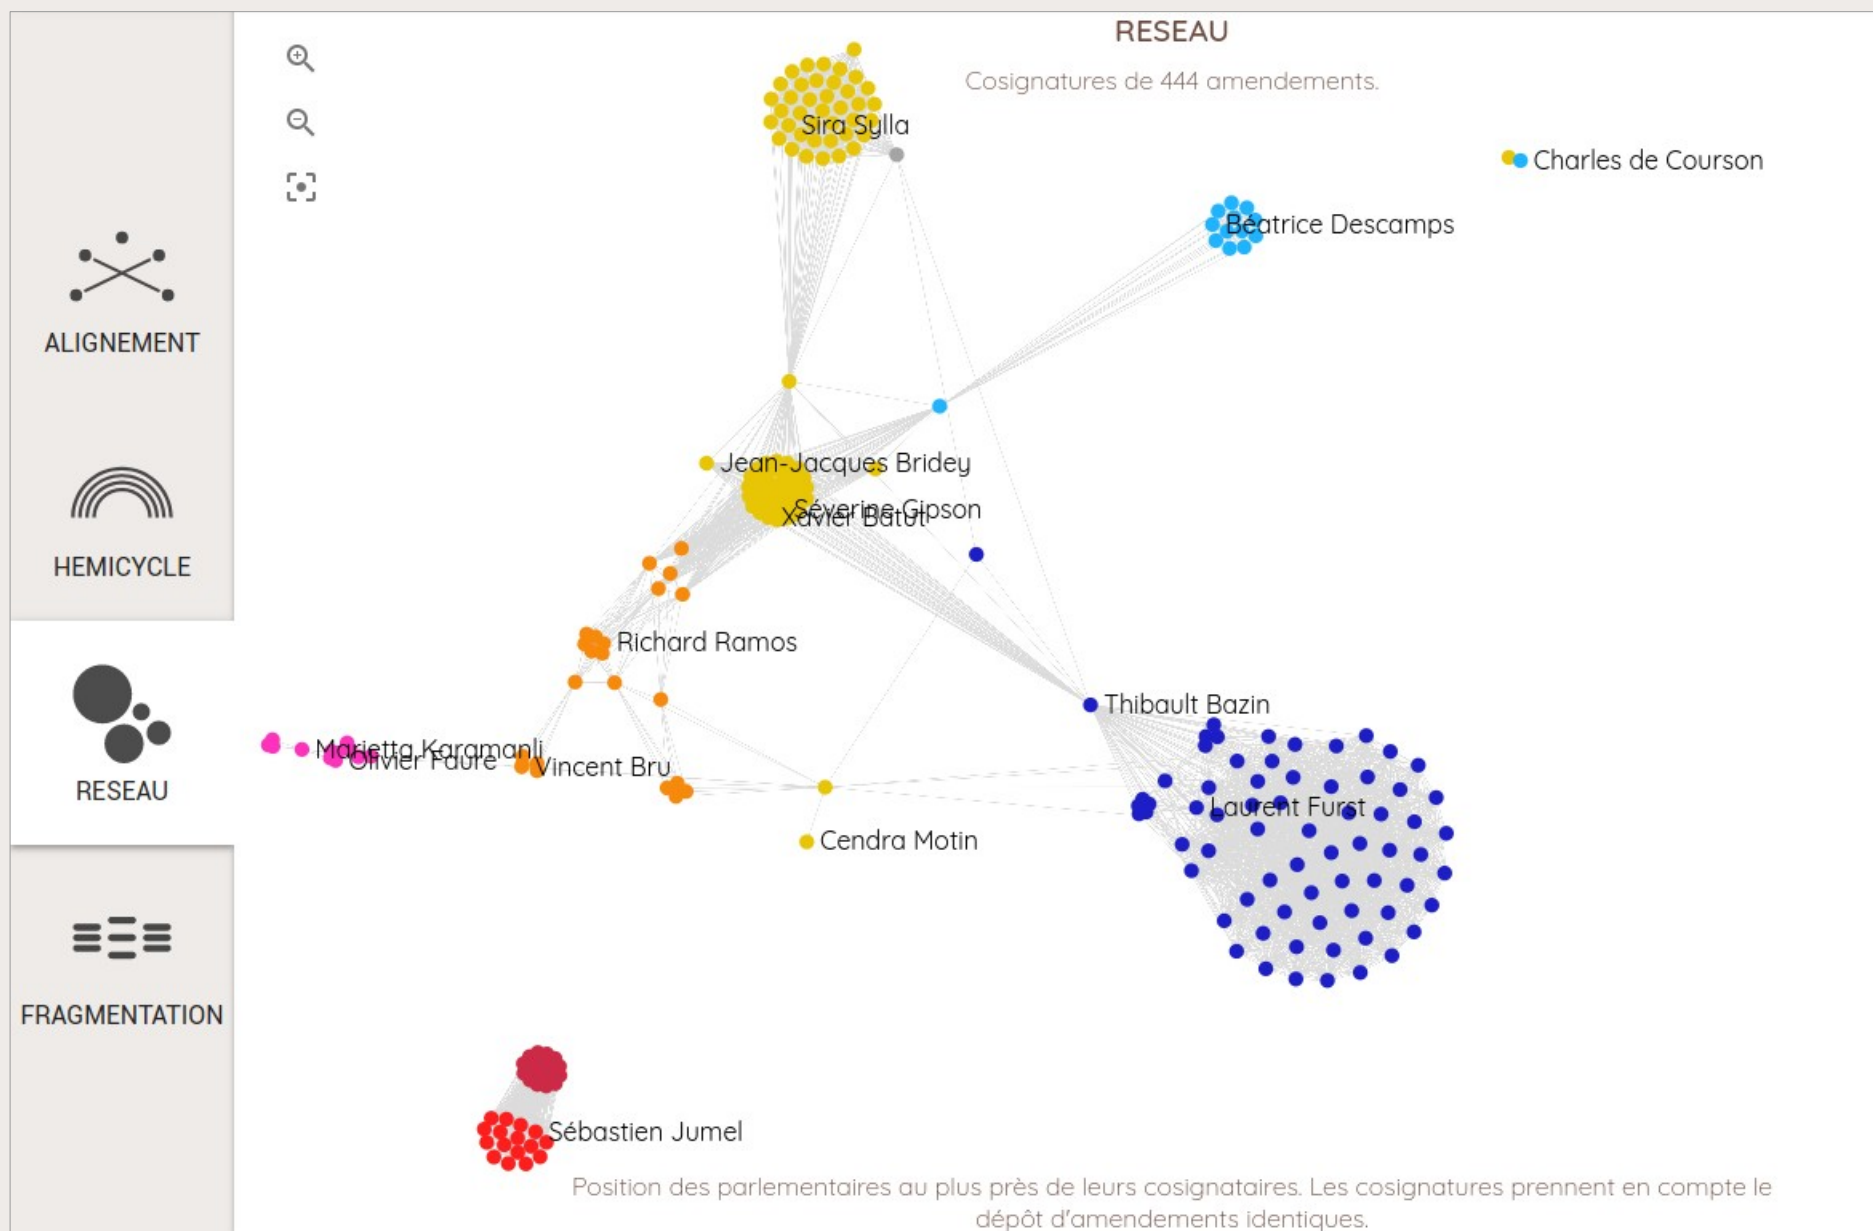 RESEAU
Cosignatures de 444 amendements.
Sira Sylla
Charles de Courson
Béatrice Descamps
ALIGNEMENT
Jean-Jacques Bridey
Séverine Gipson
Xavier Batut
HEMICYCLE
Richard Ramos
Thibault Bazin
Marietta Karamanli
Olivier Faure
Vincent Bru
RESEAU
Laurent Furst
Cendra Motin
FRAGMENTATION
Sébastien Jumel
Position des parlementaires au plus près de leurs cosignataires. Les cosignatures prennent en compte le
dépôt d'amendements identiques.